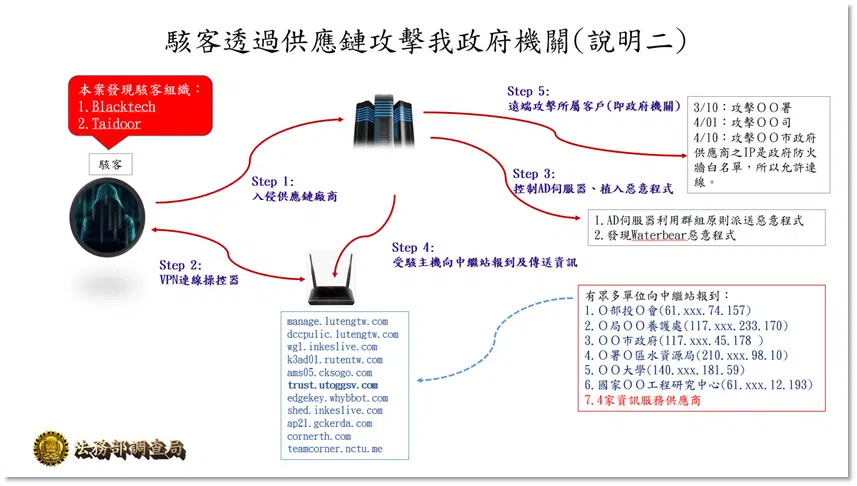 駭客透過供應鏈攻擊我政府機關(說明二)
本案發現駭客組織：
1.Blacktech
2.Taidoor
駭客
Step 1:
入侵供應鏈廠商
Step 2:
VPN連線操控器
Step 5:
遠端攻擊所屬客戶(即政府機關)
3/10：攻擊ＯＯ署
4/01：攻擊ＯＯ司
4/10：攻擊ＯＯ市政府
供應商之IP是政府防火
牆白名單，所以允許連
線。
Step 3:
控制AD伺服器、植入惡意程式
1.AD伺服器利用群組原則派送惡意程式
2.發現Waterbear惡意程式
Step 4:
受駭主機向中繼站報到及傳送資訊
manage.lutengtw.com
dccpulic.lutengtw.com
wg1.inkeslive.com
k3ad01.rutentw.com
ams05.cksogo.com
trust.utoggsv.com
edgekey.whybbot.com
shed.inkeslive.com
ap21.gckerda.com
cornerth.com
teamcorner.nctu.me
有眾多單位向中繼站報到：
1.Ｏ部投Ｏ會(61.xxx.74.157)
2.Ｏ局ＯＯ養護處(117.xxx.233.170)
3.ＯＯ市政府(117.xxx.45.178 )
4.Ｏ署Ｏ區水資源局(210.xxx.98.10)
5.ＯＯ大學(140.xxx.181.59)
6.國家ＯＯ工程研究中心(61.xxx.12.193)
7.4家資訊服務供應商
法務部調查局